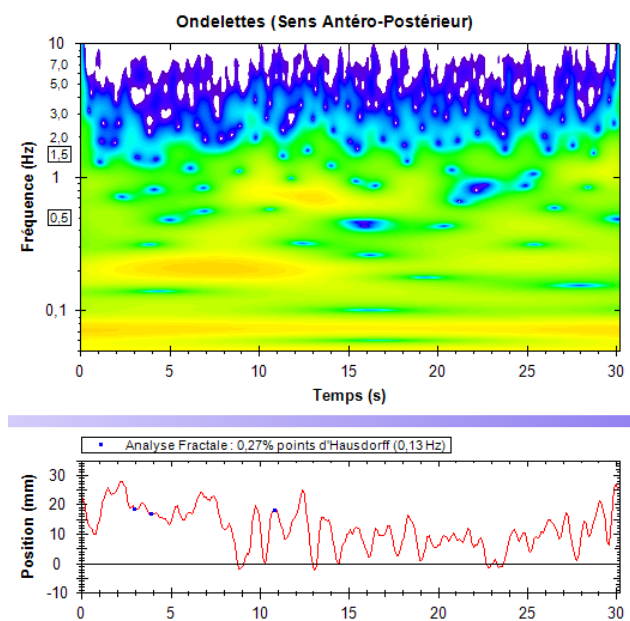 Ondelettes (Sens Antéro-Postérieur)
Fréquence (Hz)
10
7,0
5,0
3,0
2,0
1,5
1
0,5
0,1
0 5 10 15 20 25 30
Temps (s)
Analyse Fractale : 0,27% points d'Hausdorff (0,13 Hz)
Position (mm)
30
20
10
0
-10
0 5 10 15 20 25 30